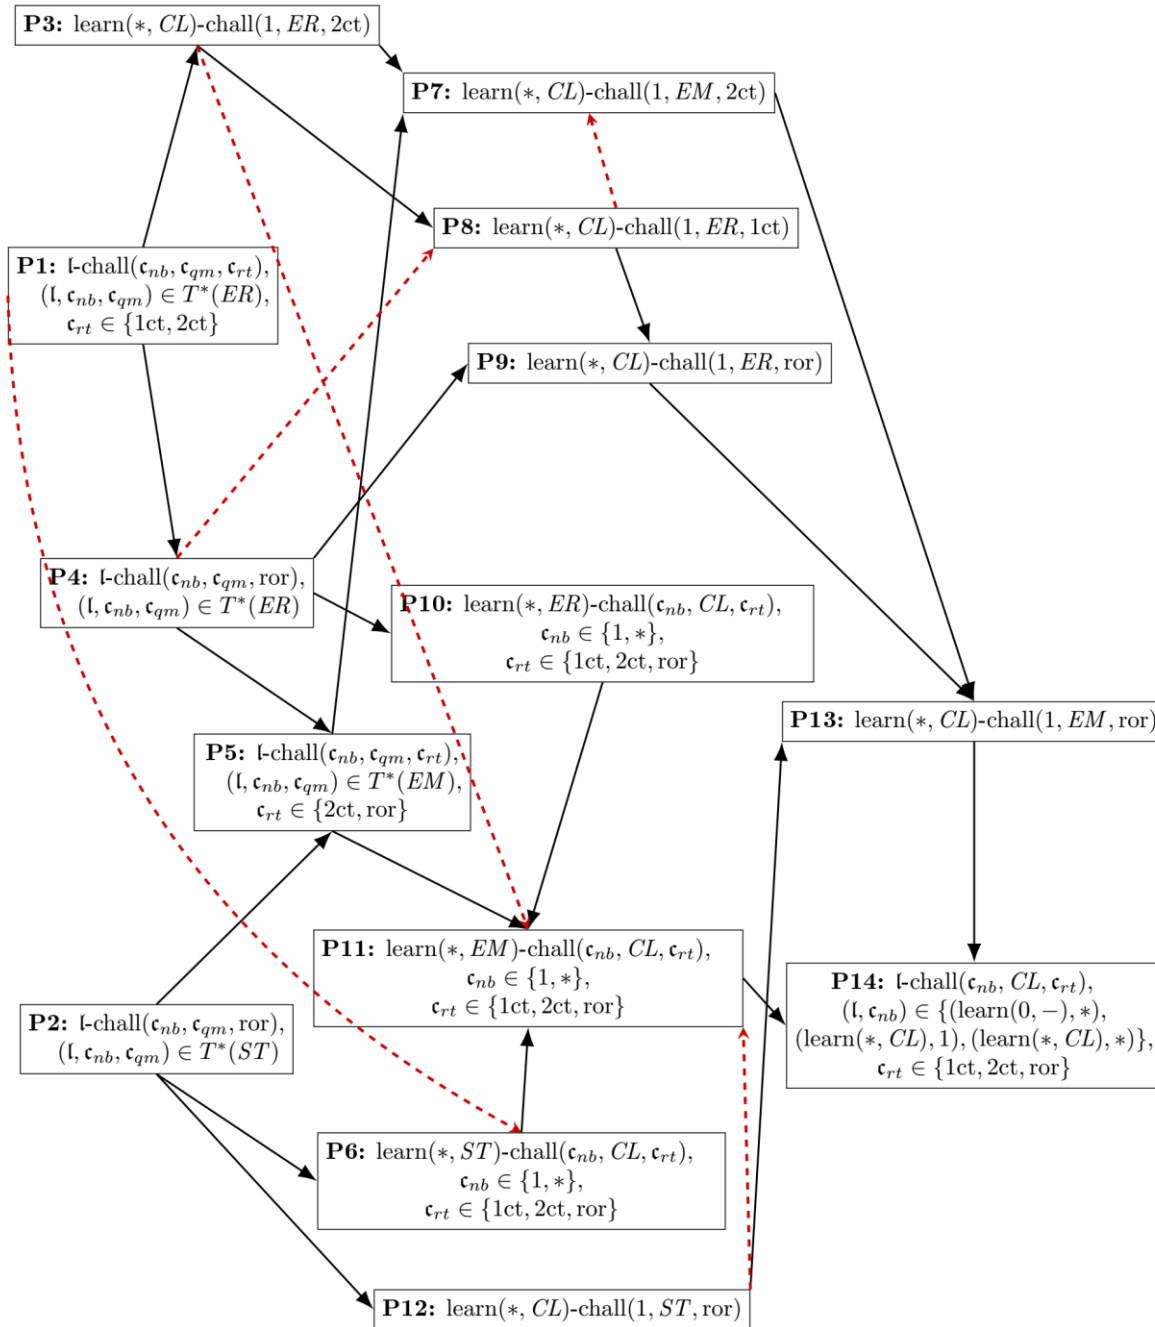 P3: learn(∗, CL)-chall(1, ER, 2ct)
P7: learn(∗, CL)-chall(1, EM, 2ct)
P8: learn(∗, CL)-chall(1, ER, 1ct)
P1: 𝔩-chall(𝔠nb, 𝔠qm, 𝔠rt),
(𝔩, 𝔠nb, 𝔠qm) ∈ T∗(ER),
𝔠rt ∈ {1ct, 2ct}
P9: learn(∗, CL)-chall(1, ER, ror)
P4: 𝔩-chall(𝔠nb, 𝔠qm, ror),
(𝔩, 𝔠nb, 𝔠qm) ∈ T∗(ER)
P10: learn(∗, ER)-chall(𝔠nb, CL, 𝔠rt),
𝔠nb ∈ {1, ∗},
𝔠rt ∈ {1ct, 2ct, ror}
P13: learn(∗, CL)-chall(1, EM, ror)
P5: 𝔩-chall(𝔠nb, 𝔠qm, 𝔠rt),
(𝔩, 𝔠nb, 𝔠qm) ∈ T∗(EM),
𝔠rt ∈ {2ct, ror}
P11: learn(∗, EM)-chall(𝔠nb, CL, 𝔠rt),
𝔠nb ∈ {1, ∗},
𝔠rt ∈ {1ct, 2ct, ror}
P14: 𝔩-chall(𝔠nb, CL, 𝔠rt),
(𝔩, 𝔠nb) ∈ {(learn(0, −), ∗),
(learn(∗, CL), 1), (learn(∗, CL), ∗)},
𝔠rt ∈ {1ct, 2ct, ror}
P2: 𝔩-chall(𝔠nb, 𝔠qm, ror),
(𝔩, 𝔠nb, 𝔠qm) ∈ T∗(ST)
P6: learn(∗, ST)-chall(𝔠nb, CL, 𝔠rt),
𝔠nb ∈ {1, ∗},
𝔠rt ∈ {1ct, 2ct, ror}
P12: learn(∗, CL)-chall(1, ST, ror)